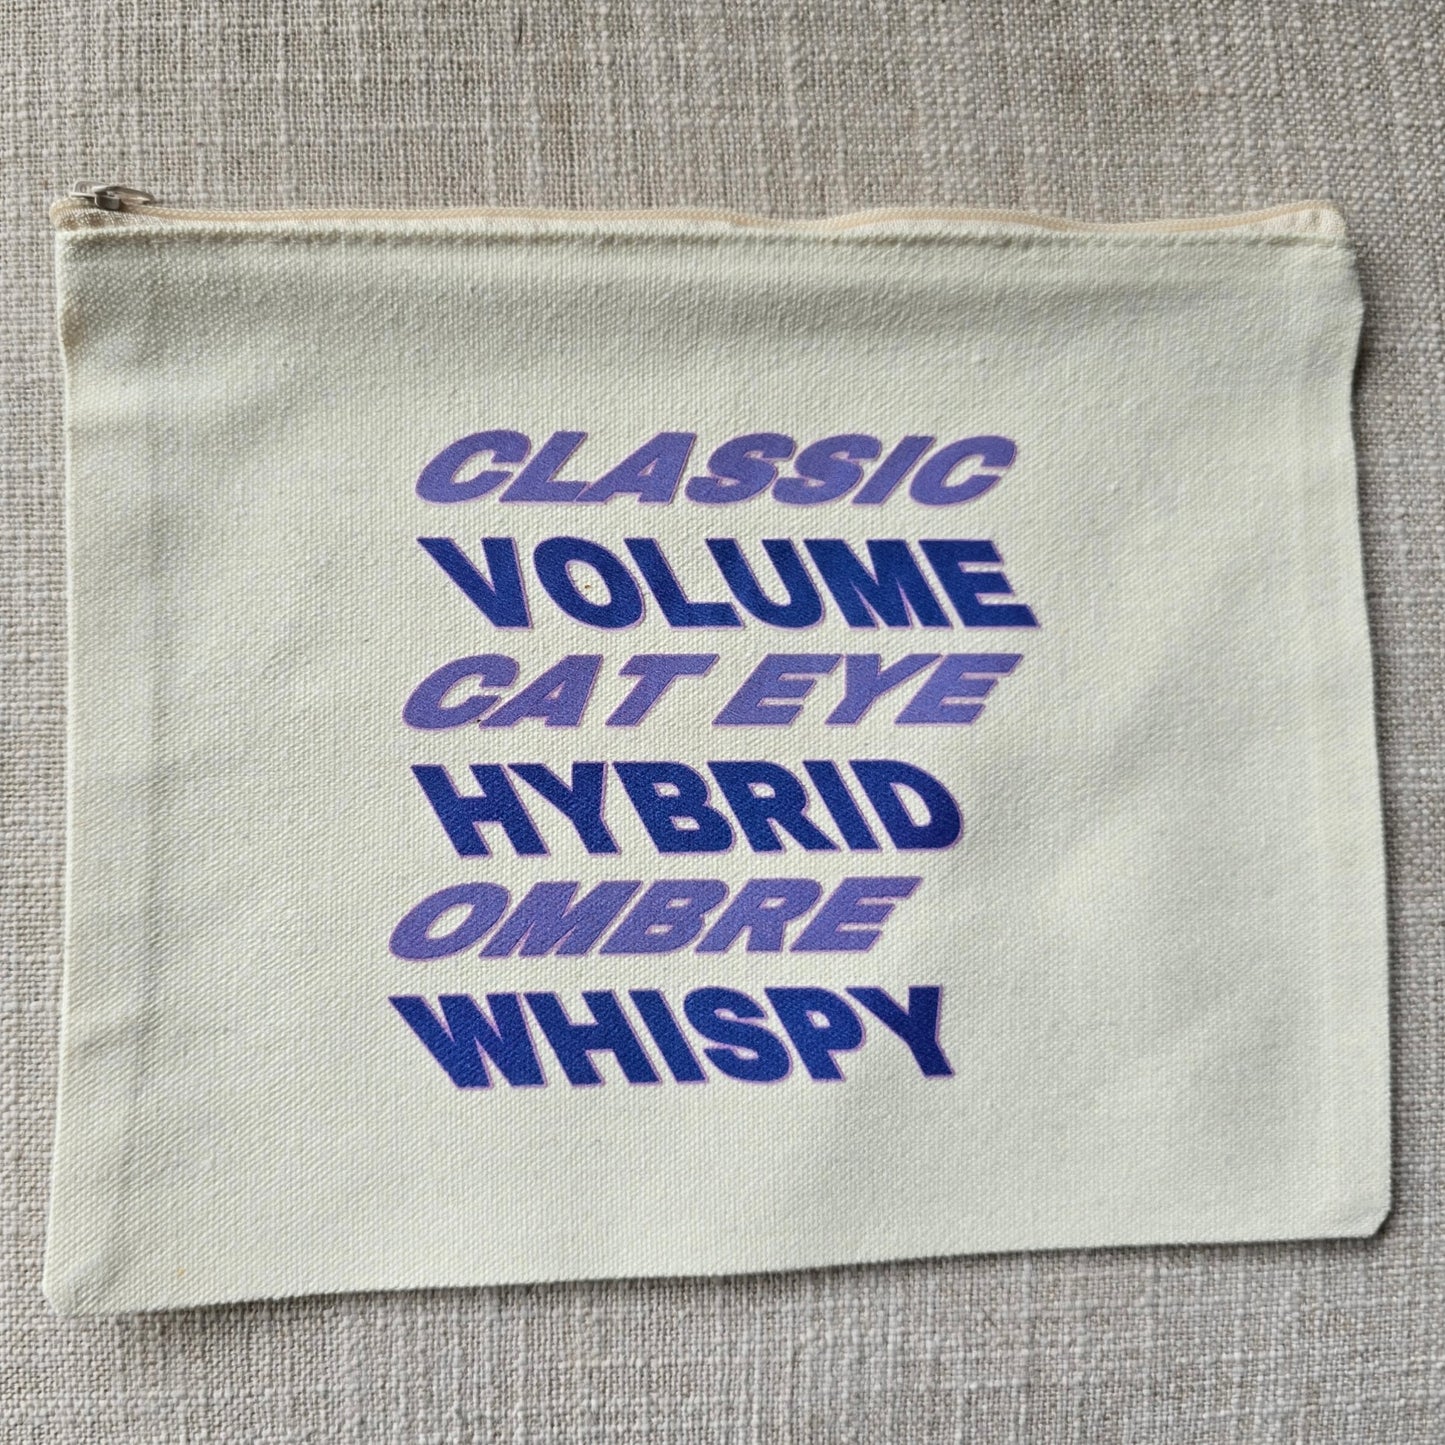 CLASSIC
VOLUME
CAT EYE
HYBRID
OMBRE
WHISPY